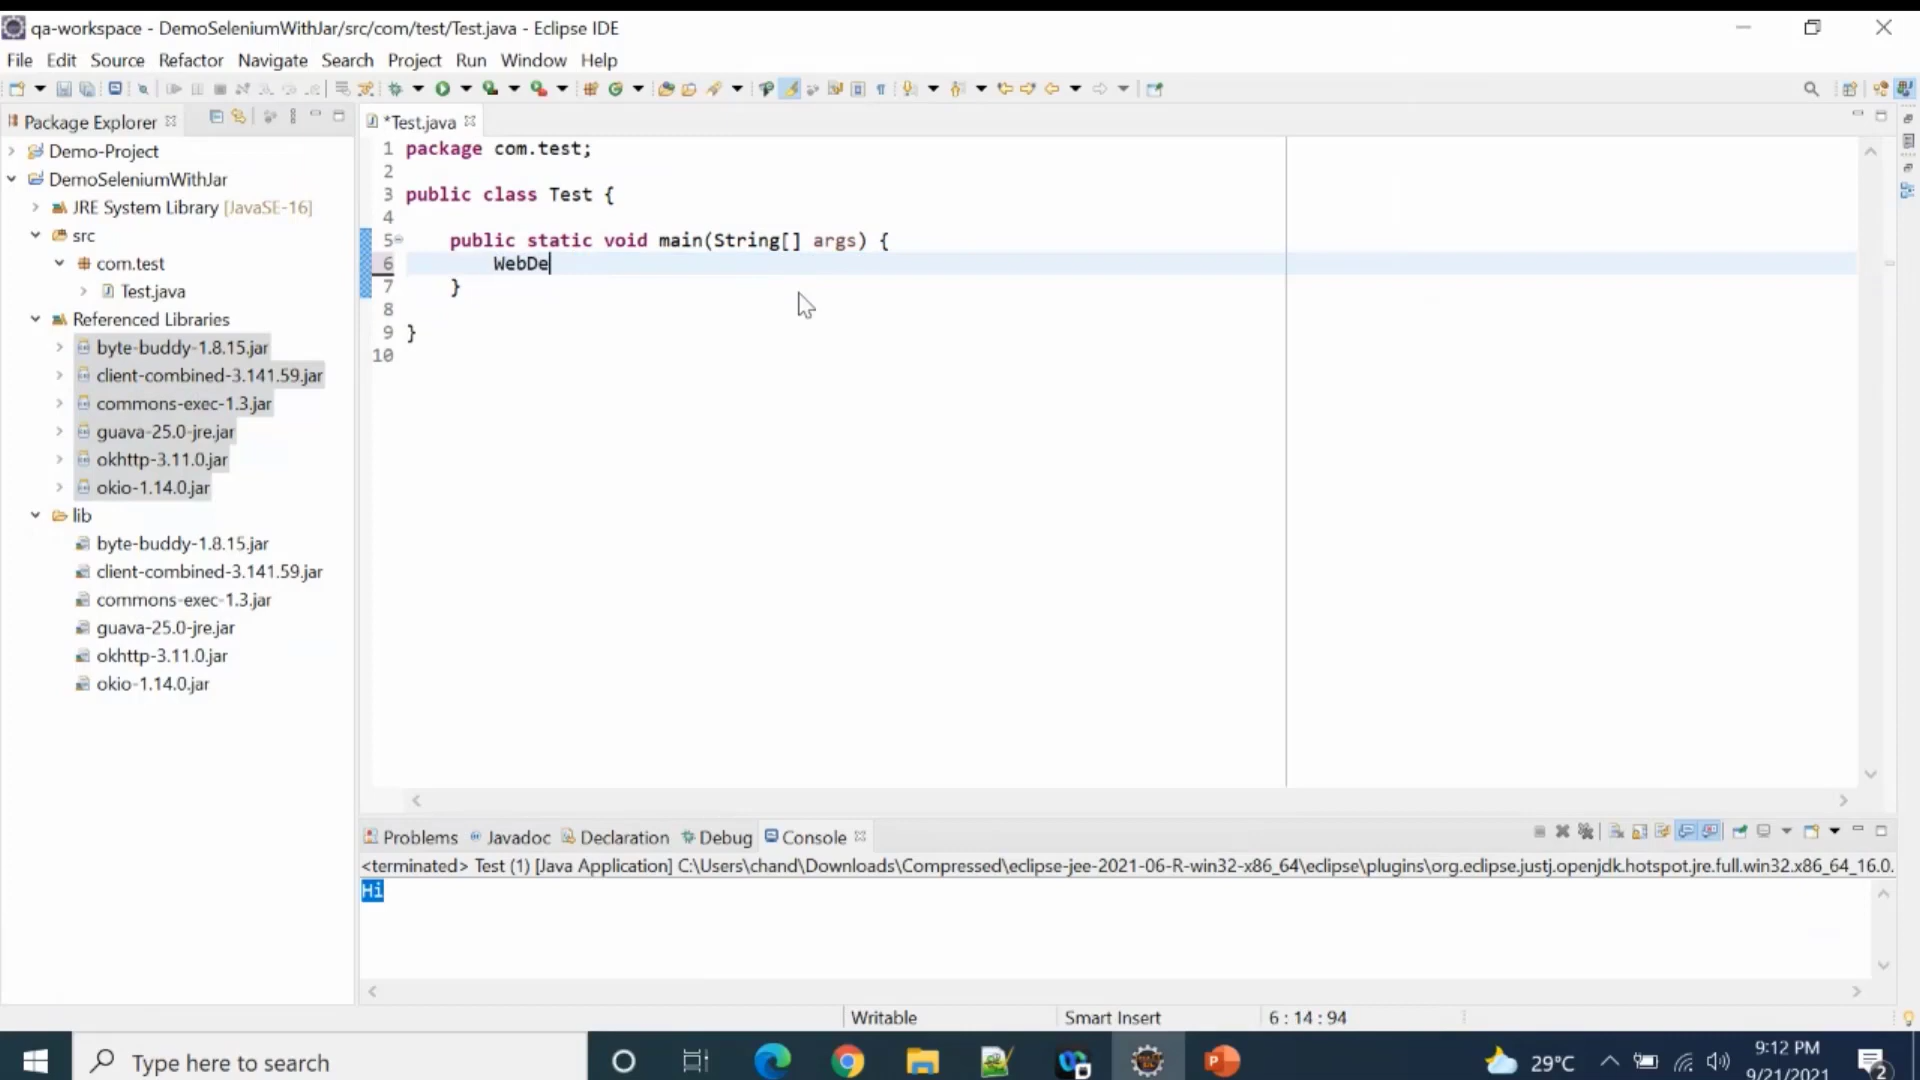 qa-workspace - DemoSeleniumWithJar/src/com/test/Test.java - Eclipse IDE
File Edit Source Refactor Navigate Search Project Run Window Help
Package Explorer
Demo-Project
DemoSeleniumWithJar
JRE System Library [JavaSE-16]
src
com.test
Test.java
Referenced Libraries
byte-buddy-1.8.15.jar
client-combined-3.141.59.jar
commons-exec-1.3.jar
guava-25.0-jre.jar
okhttp-3.11.0.jar
okio-1.14.0.jar
lib
byte-buddy-1.8.15.jar
client-combined-3.141.59.jar
commons-exec-1.3.jar
guava-25.0-jre.jar
okhttp-3.11.0.jar
okio-1.14.0.jar
*Test.java
1 package com.test;
2
3 public class Test {
4
5 public static void main(String[] args) {
6 WebDe
7 }
8
9 }
10
Problems Javadoc Declaration Debug Console
<terminated> Test (1) [Java Application] C:\Users\chand\Downloads\Compressed\eclipse-jee-2021-06-R-win32-x86_64\eclipse\plugins\org.eclipse.justj.openjdk.hotspot.jre.full.win32.x86_64_16.0.
Hi
Writable Smart Insert 6 : 14 : 94
Type here to search
29°C
9:12 PM
9/21/2021
2